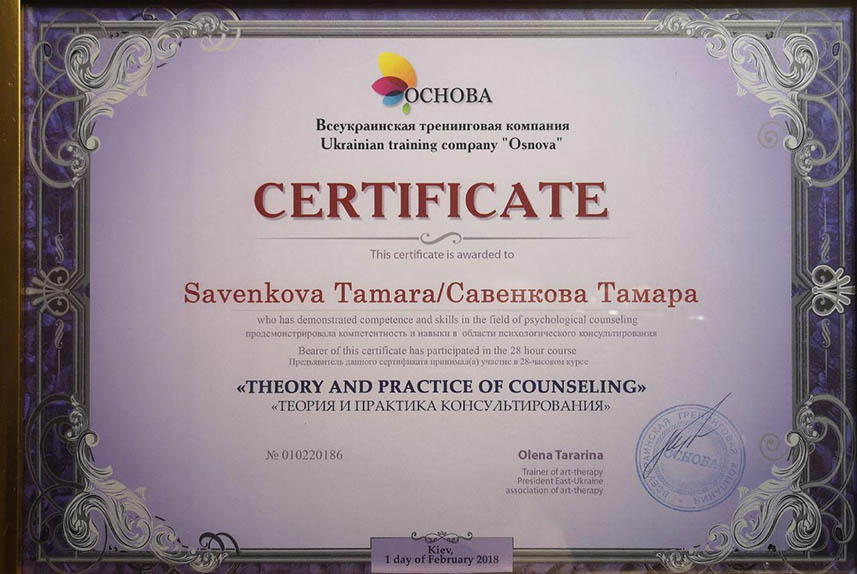 ОСНОВА
Всеукраинская тренинговая компания
Ukrainian training company "Osnova"
CERTIFICATE
This certificate is awarded to
Savenkova Tamara/Савенкова Тамара
who has demonstrated competence and skills in the field of psychological counseling
продемонстрировала компетентность и навыки в области психологического консультирования
Bearer of this certificate has participated in the 28 hour course
Предъявитель данного сертификата принимал(а) участие в 28-часовом курсе
«THEORY AND PRACTICE OF COUNSELING»
«ТЕОРИЯ И ПРАКТИКА КОНСУЛЬТИРОВАНИЯ»
№ 010220186
Olena Tararina
Trainer of art-therapy
President East-Ukraine
association of art-therapy
ВСЕУКРАИНСКАЯ ТРЕНИНГОВАЯ КОМПАНИЯ
ОСНОВА
Kiev,
1 day of February 2018